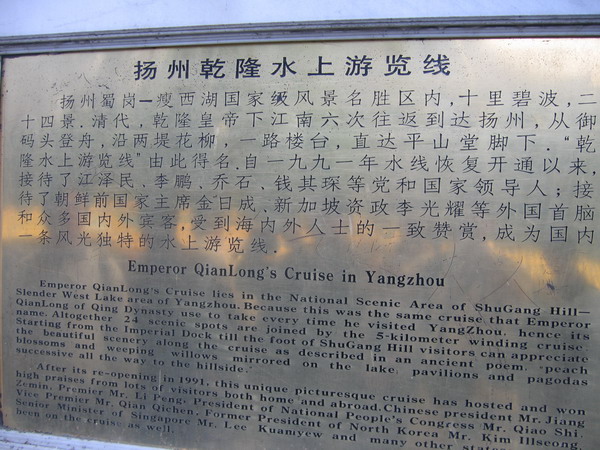 扬州乾隆水上游览线
扬州蜀岗—瘦西湖国家级风景名胜区内,十里碧波,二
十四景.清代,乾隆皇帝下江南六次往返到达扬州,从御
码头登舟,沿两堤花柳,一路楼台,直达平山堂脚下."乾
隆水上游览线"由此得名.自一九九一年水线恢复开通以来,
接待了江泽民、李鹏、乔石、钱其琛等党和国家领导人;接
待了朝鲜前国家主席金日成、新加坡资政李光耀等外国首脑
和众多国内外宾客,受到海内外人士的一致赞赏,成为国内
一条风光独特的水上游览线.
Emperor QianLong's Cruise in Yangzhou
Emperor QianLong's Cruise lies in the National Scenic Area of ShuGang Hill—
Slender West Lake area of Yangzhou. Because this was the same cruise that Emperor
QianLong of Qing Dynasty use to take every time he visited YangZhou hence its
name. Altogether 24 scenic spots are joined by the 5-kilometer winding cruise.
Starting from the Imperial Dock till the foot of ShuGang Hill visitors can appreciate
the beautiful scenery along this cruise as described in an ancient poem. "peach
blossoms and weeping willows mirrored on the lake, pavilions and pagodas
successive all the way to the hillside."
After its re-opening in 1991, this unique picturesque cruise has hosted and won
high praises from lots of visitors both home and abroad.Chinese president Mr. Jiang
Zemin, Premier Mr. Li Peng, President of National People's Congress Mr. Qiao Shi.
Vice Premier Mr. Qian Qichen, Former President of North Korea Mr. Kim Illseong,
Senior Minister of Singapore Mr. Lee Kuamyew and many other
been on the cruise as well.